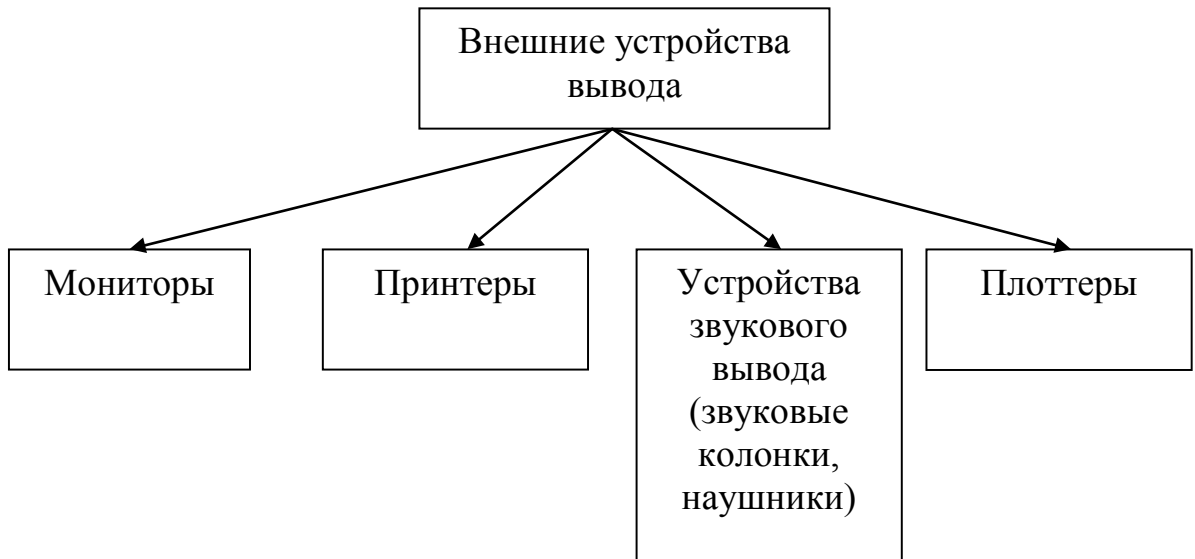 Внешние устройства
вывода
Мониторы
Принтеры
Устройства
звукового
вывода
(звуковые
колонки,
наушники)
Плоттеры